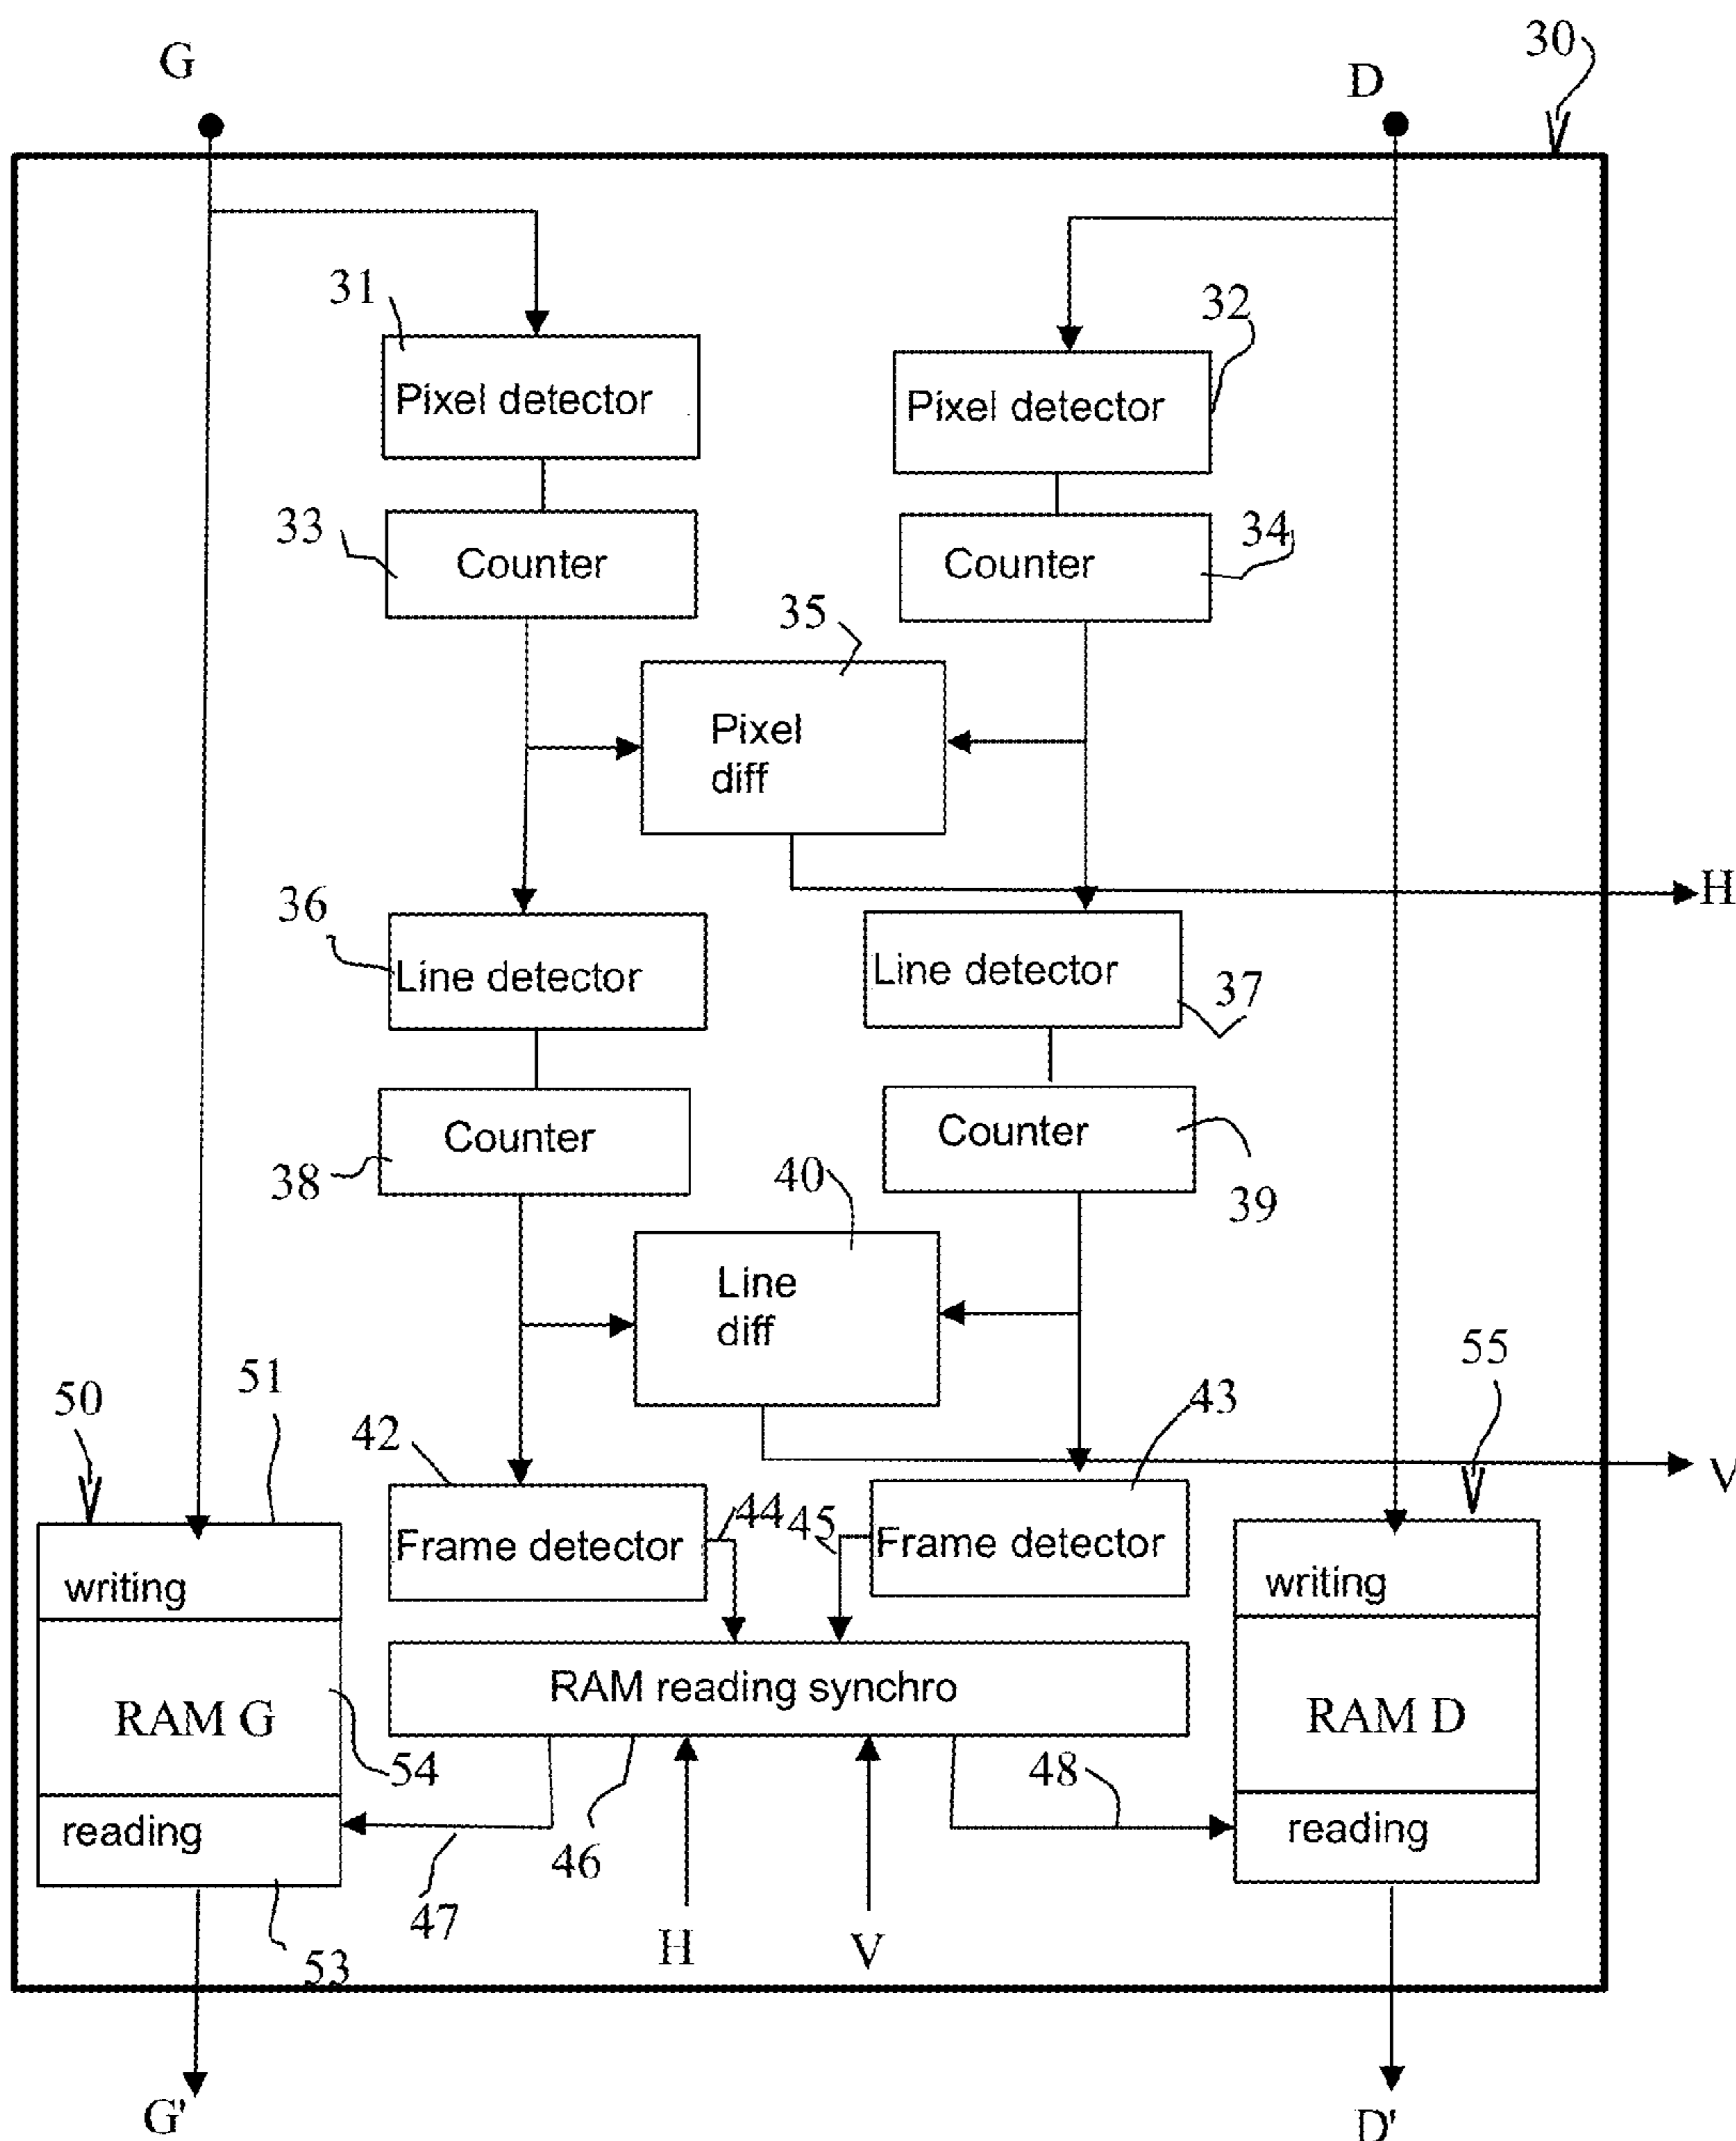 30
G
D
31
32
Pixel detector
Pixel detector
33
34
Counter
Counter
35
Pixel
diff
H
36
Line detector
Line detector
37
Counter
Counter
38
39
40
Line
diff
50
51
55
42
43
V
44
45
Frame detector
Frame detector
writing
writing
RAM reading synchro
RAM G
RAM D
54
48
reading
reading
46
47
H
V
53
G'
D'